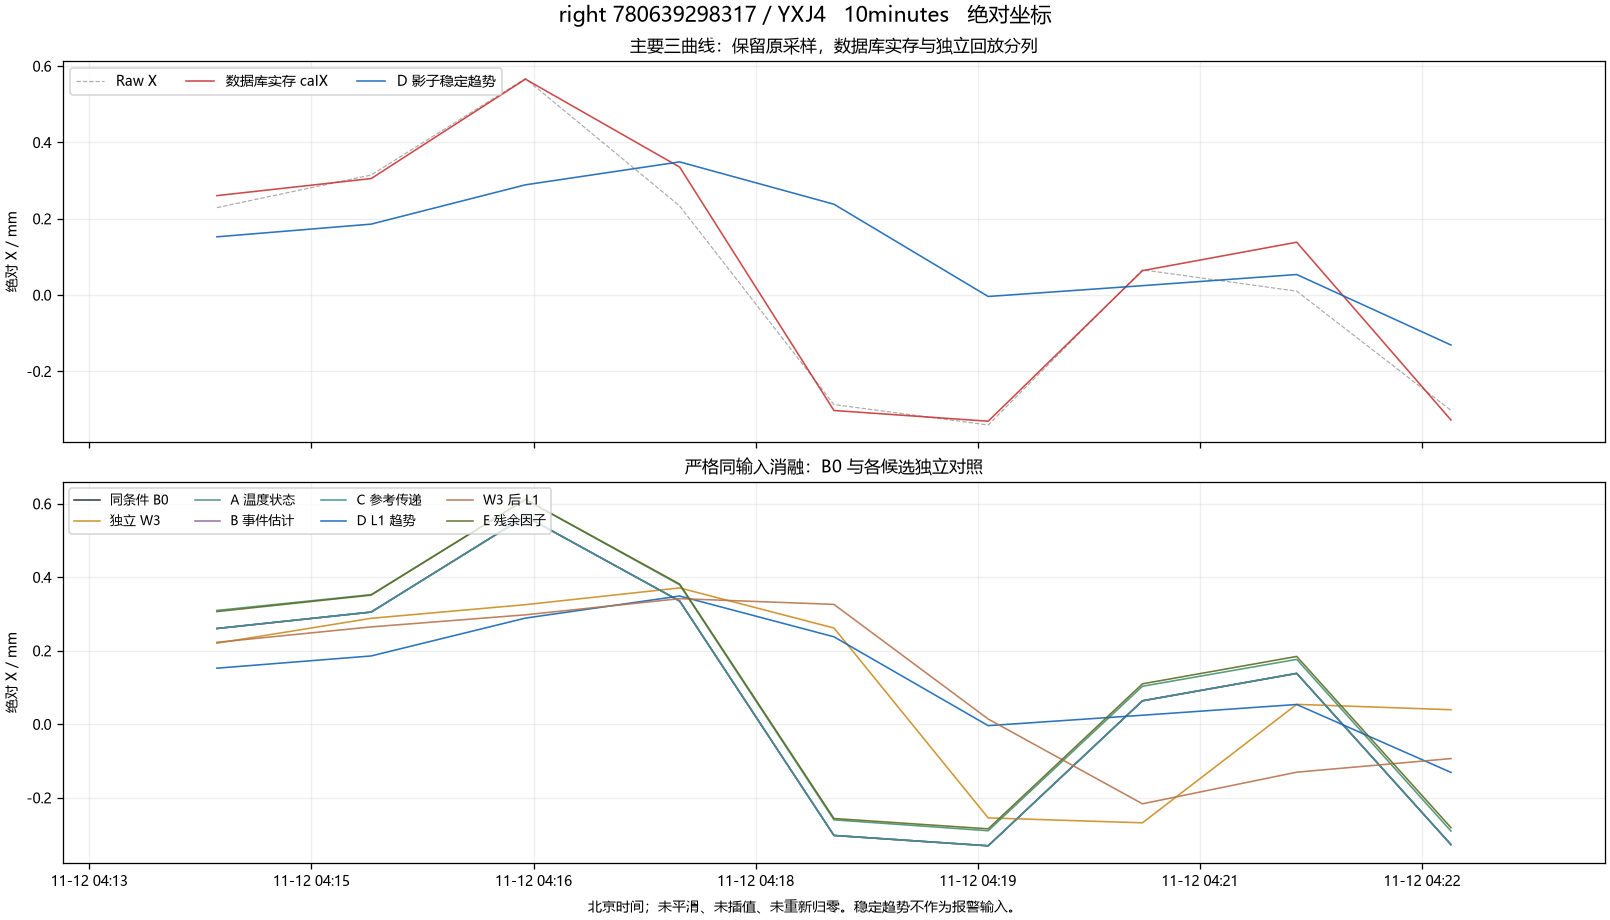 right 780639298317 / YXJ4   10minutes   绝对坐标
主要三曲线：保留原采样，数据库实存与独立回放分列
Raw X   数据库实存 calX   D 影子稳定趋势
0.6
0.4
0.2
0.0
-0.2
绝对 X / mm
严格同输入消融：B0 与各候选独立对照
同条件 B0   A 温度状态   C 参考传递   W3 后 L1
独立 W3   B 事件估计   D L1 趋势   E 残余因子
0.6
0.4
0.2
0.0
-0.2
绝对 X / mm
11-12 04:13   11-12 04:15   11-12 04:16   11-12 04:18   11-12 04:19   11-12 04:21   11-12 04:22
北京时间；未平滑、未插值、未重新归零。稳定趋势不作为报警输入。